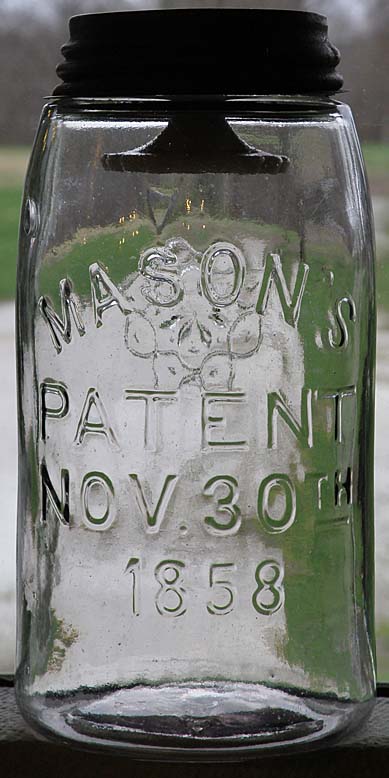 MASON'S
PATENT
NOV. 30TH
1858